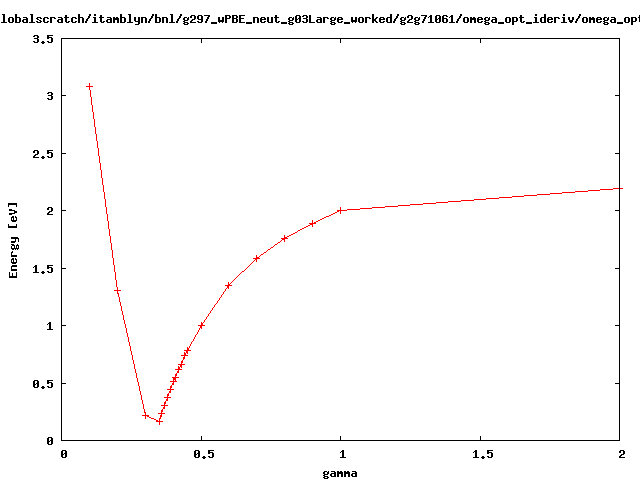 lobalscratch/itamblyn/bnl/g297_wPBE_neut_g03Large_worked/g2g71061/omega_opt_ideriv/omega_opt
3.5
3
2.5
2
1.5
1
0.5
0
Energy [eV]
0 0.5 1 1.5 2
gamma